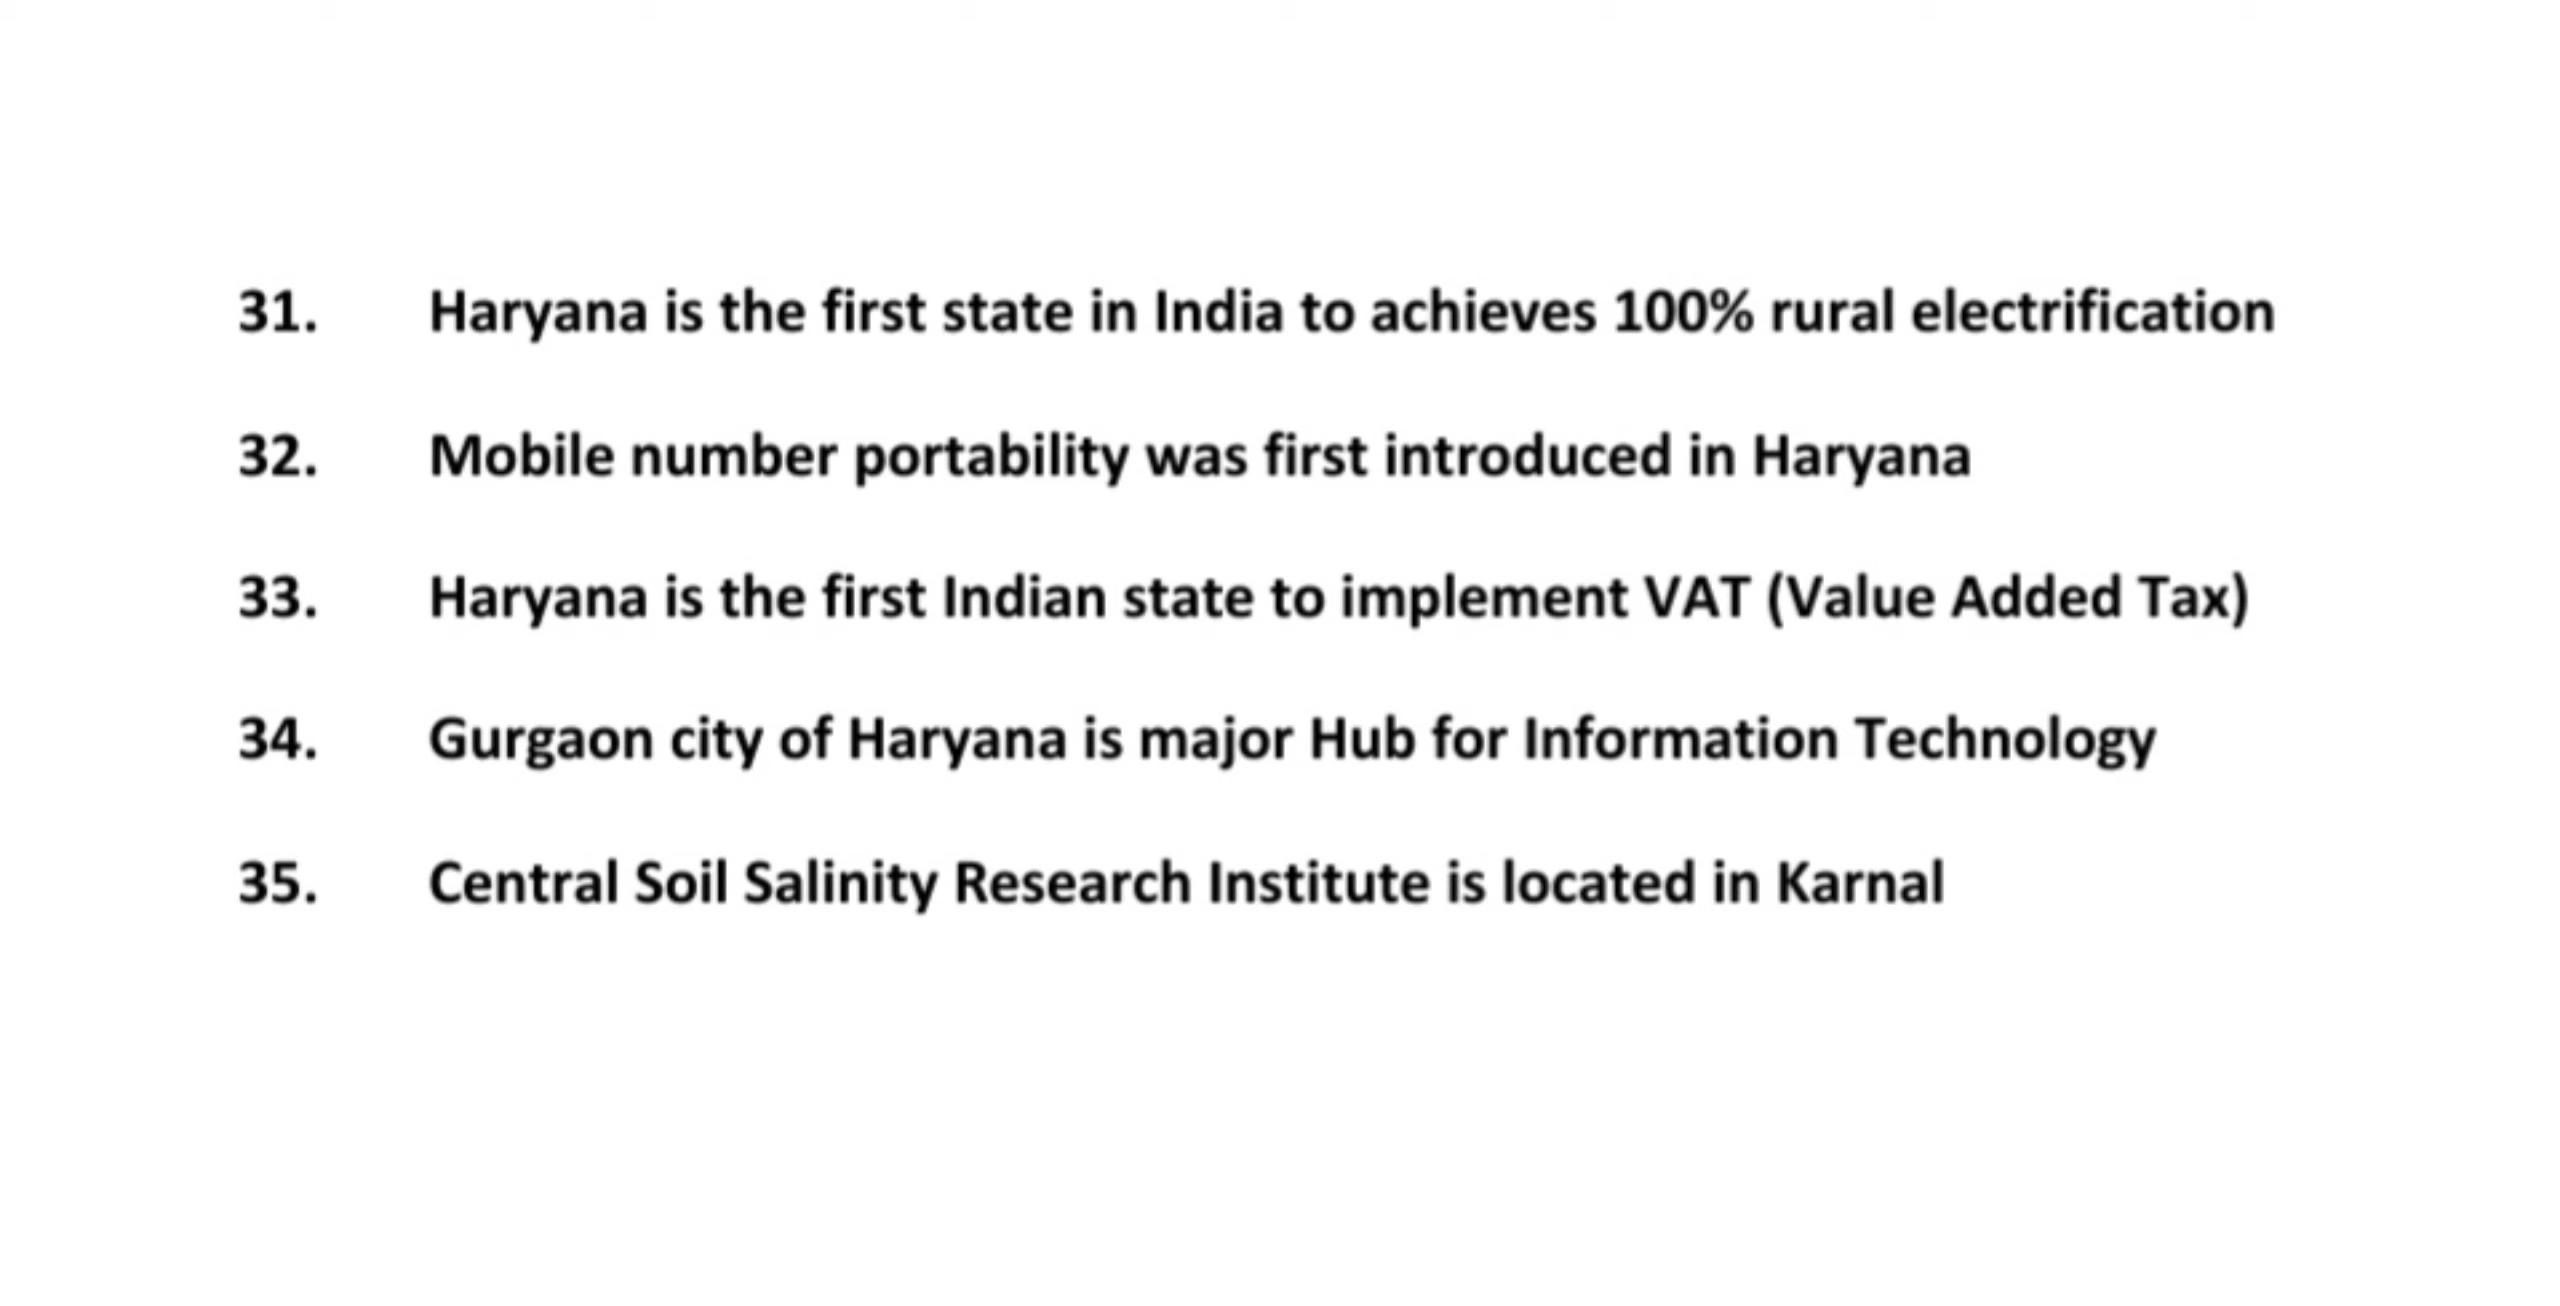 31. Haryana is the first state in India to achieves 100% rural electrification
32. Mobile number portability was first introduced in Haryana
33. Haryana is the first Indian state to implement VAT (Value Added Tax)
34. Gurgaon city of Haryana is major Hub for Information Technology
35. Central Soil Salinity Research Institute is located in Karnal